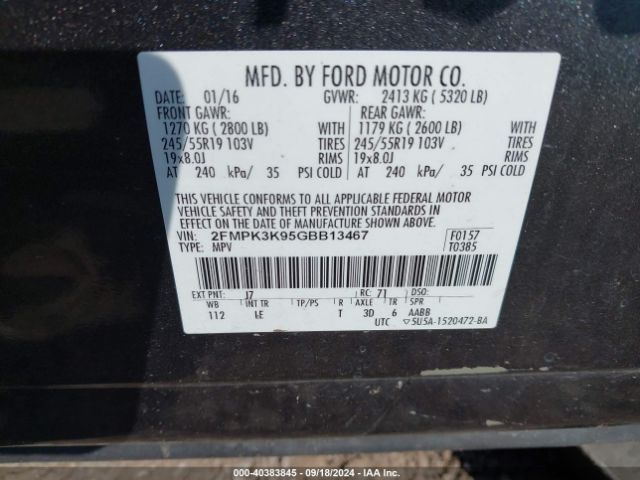 MFD. BY FORD MOTOR CO.
DATE: 01/16 GVWR: 2413 KG ( 5320 LB)
FRONT GAWR: REAR GAWR:
1270 KG ( 2800 LB) WITH 1179 KG ( 2600 LB) WITH
245/55R19 103V TIRES 245/55R19 103V TIRES
19x8.0J RIMS 19x8.0J RIMS
AT 240 kPa/ 35 PSI COLD AT 240 kPa/ 35 PSI COLD
THIS VEHICLE CONFORMS TO ALL APPLICABLE FEDERAL MOTOR
VEHICLE SAFETY AND THEFT PREVENTION STANDARDS IN
EFFECT ON THE DATE OF MANUFACTURE SHOWN ABOVE.
VIN: 2FMPK3K95GBB13467 F0157
TYPE: MPV T0385
EXT PNT: J7 RC: 71 DSO:
WB INT TR TP/PS R AXLE TR SPR
112 LE T 3D 6 AABB
UTC ▽5U5A-1520472-BA
00-40383845 - 09/18/2024 - IAA Inc.